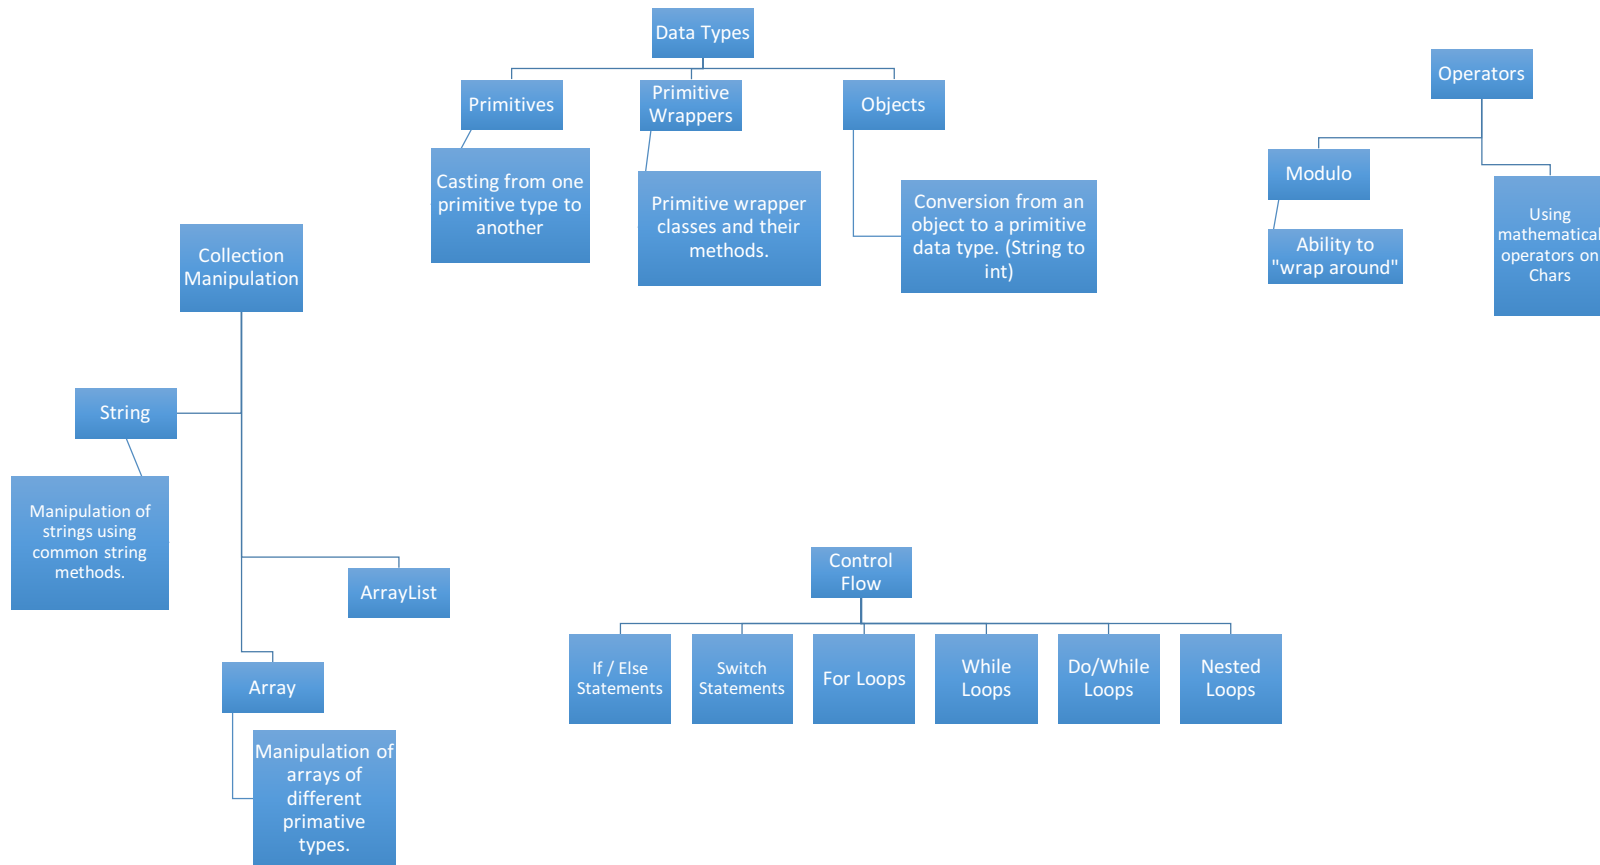 Data Types
Primitives
Primitive
Wrappers
Objects
Casting from one
primitive type to
another
Primitive wrapper
classes and their
methods.
Conversion from an
object to a primitive
data type. (String to
int)
Operators
Modulo
Ability to
"wrap around"
Using
mathematical
operators on
Chars
Collection
Manipulation
String
Manipulation of
strings using
common string
methods.
ArrayList
Array
Manipulation of
arrays of
different
primative
types.
Control
Flow
If / Else
Statements
Switch
Statements
For Loops
While
Loops
Do/While
Loops
Nested
Loops